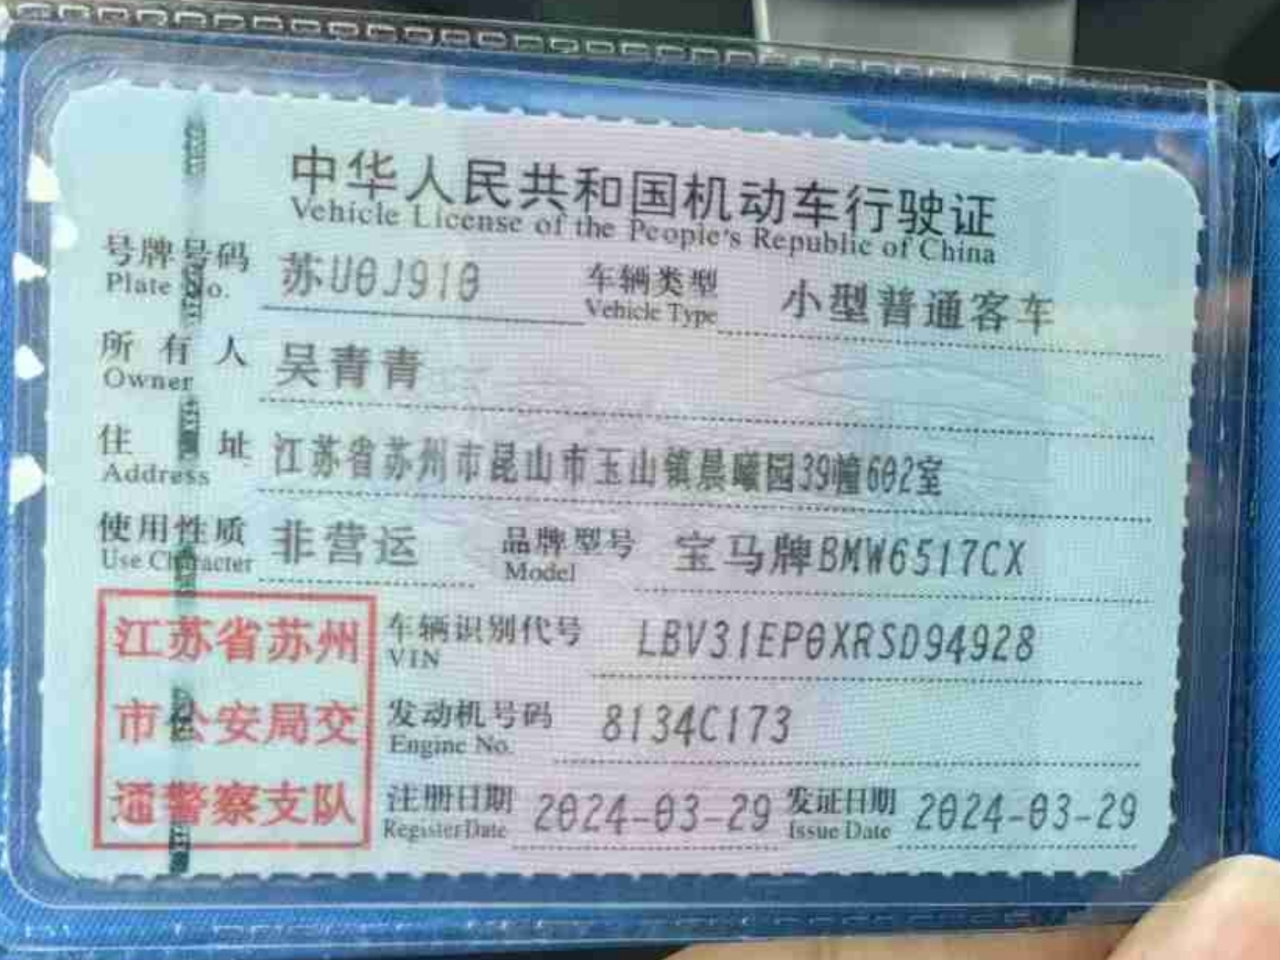 中华人民共和国机动车行驶证
Vehicle License of the People's Republic of China
号牌号码 苏U0J910 车辆类型 小型普通客车
Plate No. Vehicle Type
所有人 吴青青
Owner
住址 江苏省苏州市昆山市玉山镇晨曦园39幢602室
Address
使用性质 非营运 品牌型号 宝马牌BMW6517CX
Use Character Model
江苏省苏州
市公安局交
通警察支队
车辆识别代号 LBV31EP0XRSD94928
VIN
发动机号码 8134C173
Engine No.
注册日期 2024-03-29 发证日期 2024-03-29
Register Date Issue Date